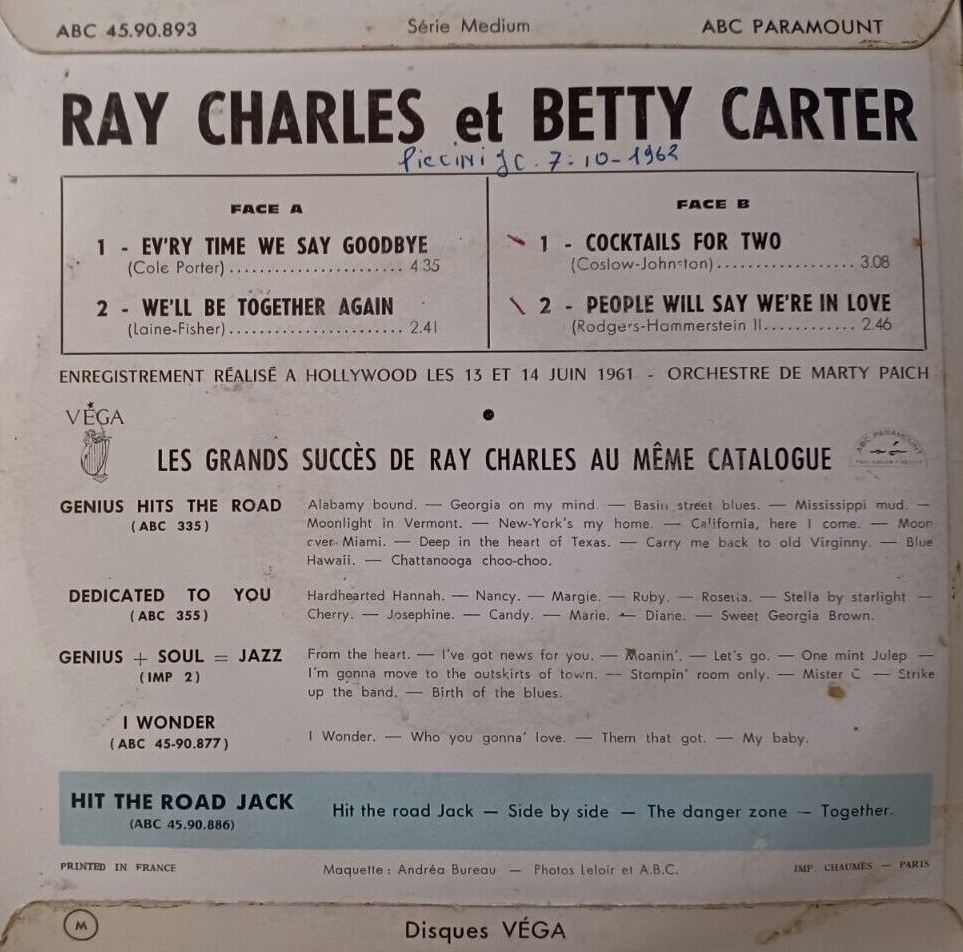 ABC 45.90.893 Série Medium ABC PARAMOUNT
RAY CHARLES et BETTY CARTER
Piccini JC. 7-10-1962
FACE A
1 - EV'RY TIME WE SAY GOODBYE
(Cole Porter)........................ 4.35
2 - WE'LL BE TOGETHER AGAIN
(Laine-Fisher)........................ 2.41
FACE B
1 - COCKTAILS FOR TWO
(Coslow-Johnston)................... 3.08
2 - PEOPLE WILL SAY WE'RE IN LOVE
(Rodgers-Hammerstein II............ 2.46
ENREGISTREMENT RÉALISÉ A HOLLYWOOD LES 13 ET 14 JUIN 1961 - ORCHESTRE DE MARTY PAICH
VÉGA
LES GRANDS SUCCÈS DE RAY CHARLES AU MÊME CATALOGUE
ABC-PARAMOUNT
GENIUS HITS THE ROAD
(ABC 335)
Alabamy bound. — Georgia on my mind. — Basin street blues. — Mississippi mud. —
Moonlight in Vermont. — New-York's my home. — California, here I come. — Moon
over Miami. — Deep in the heart of Texas. — Carry me back to old Virginny. — Blue
Hawaii. — Chattanooga choo-choo.
DEDICATED TO YOU
(ABC 355)
Hardhearted Hannah. — Nancy. — Margie. — Ruby. — Rosetta. — Stella by starlight —
Cherry. — Josephine. — Candy. — Marie. — Diane. — Sweet Georgia Brown.
GENIUS + SOUL = JAZZ
(IMP 2)
From the heart. — I've got news for you. — Moanin'. — Let's go. — One mint Julep —
I'm gonna move to the outskirts of town. — Stompin' room only. — Mister C — Strike
up the band. — Birth of the blues.
I WONDER
(ABC 45-90.877)
I Wonder. — Who you gonna' love. — Them that got. — My baby.
HIT THE ROAD JACK
(ABC 45.90.886)
Hit the road Jack — Side by side — The danger zone — Together.
PRINTED IN FRANCE Maquette : Andréa Bureau — Photos Leloir et A.B.C. IMP. CHAUMÈS — PARIS
M Disques VÉGA